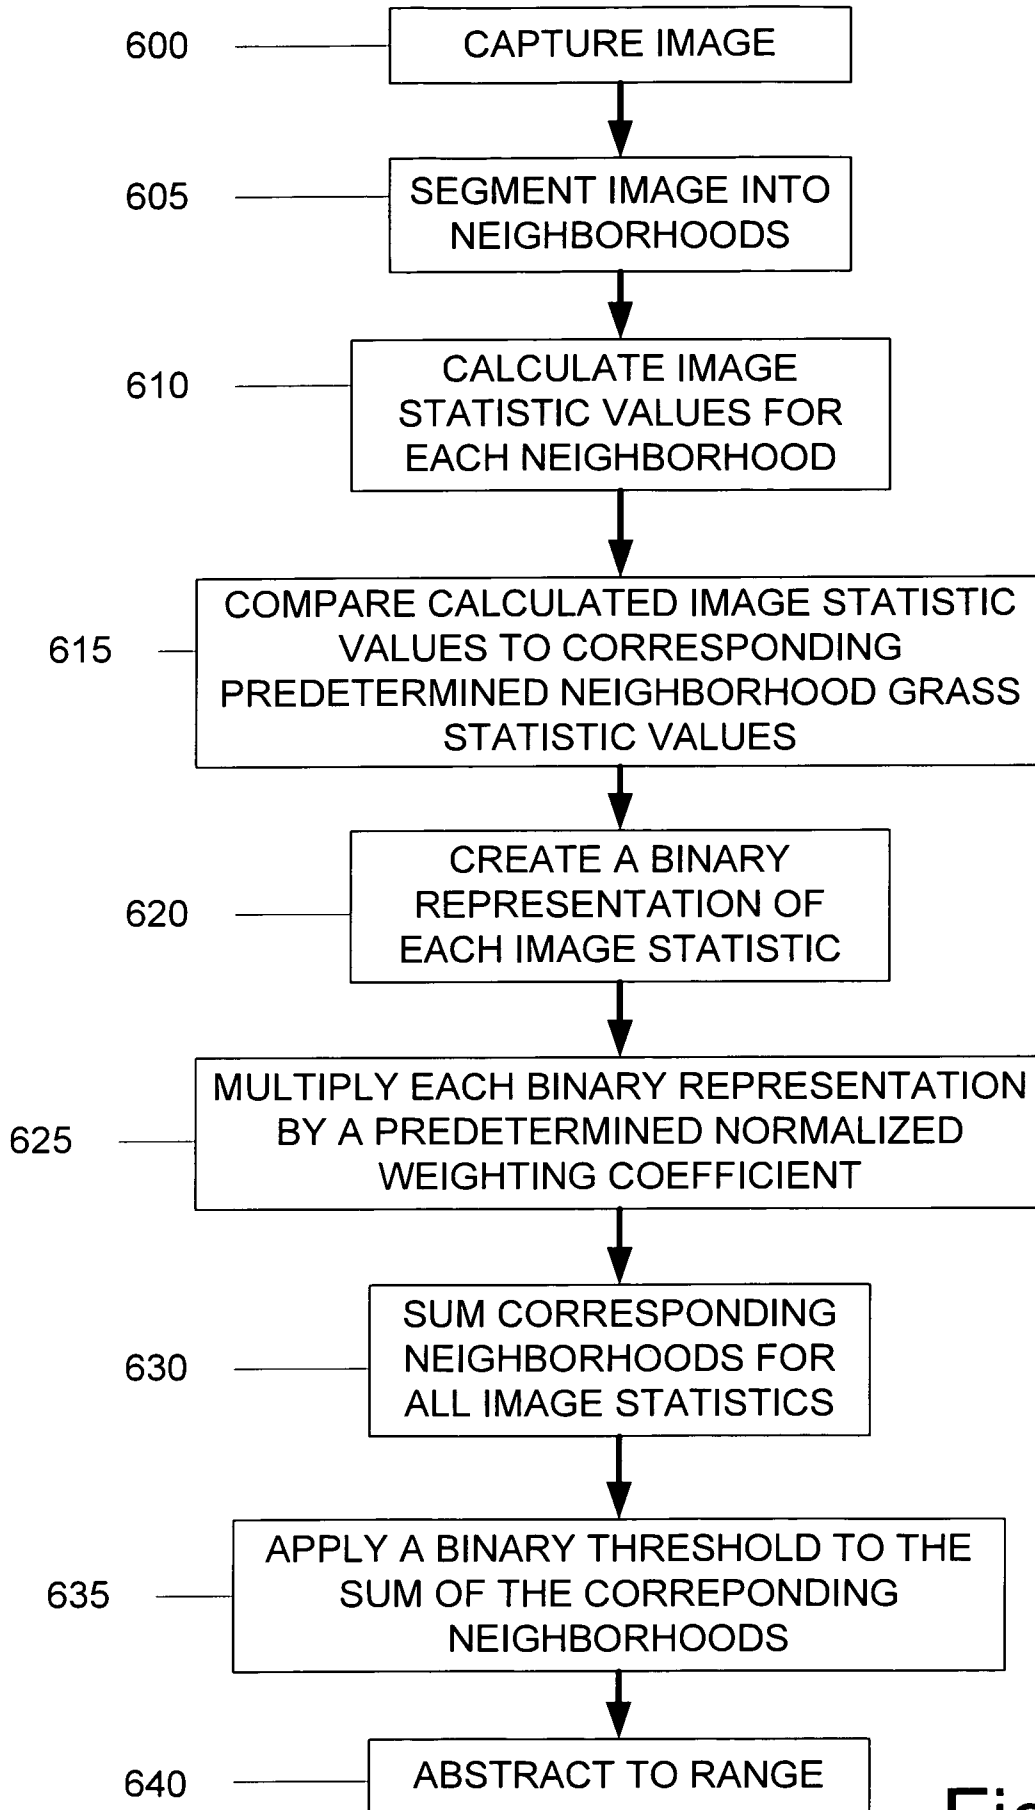 600
CAPTURE IMAGE
605
SEGMENT IMAGE INTO
NEIGHBORHOODS
610
CALCULATE IMAGE
STATISTIC VALUES FOR
EACH NEIGHBORHOOD
615
COMPARE CALCULATED IMAGE STATISTIC
VALUES TO CORRESPONDING
PREDETERMINED NEIGHBORHOOD GRASS
STATISTIC VALUES
620
CREATE A BINARY
REPRESENTATION OF
EACH IMAGE STATISTIC
625
MULTIPLY EACH BINARY REPRESENTATION
BY A PREDETERMINED NORMALIZED
WEIGHTING COEFFICIENT
630
SUM CORRESPONDING
NEIGHBORHOODS FOR
ALL IMAGE STATISTICS
635
APPLY A BINARY THRESHOLD TO THE
SUM OF THE CORREPONDING
NEIGHBORHOODS
640
ABSTRACT TO RANGE